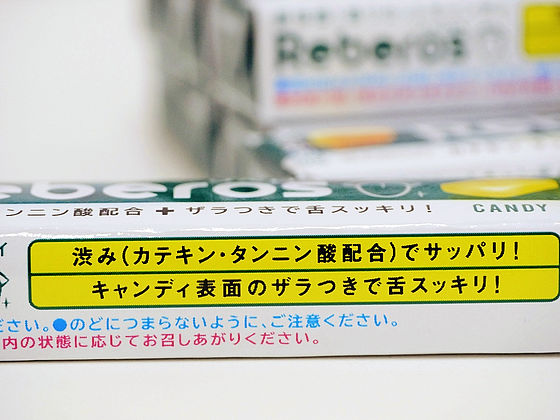 Reberos
eberos
ンニン酸配合 + ザラつきで舌スッキリ! CANDY
渋み(カテキン・タンニン酸配合)でサッパリ!
キャンディ表面のザラつきで舌スッキリ!
ださい。●のどにつまらないように、ご注意ください。
内の状態に応じてお召しあがりください。